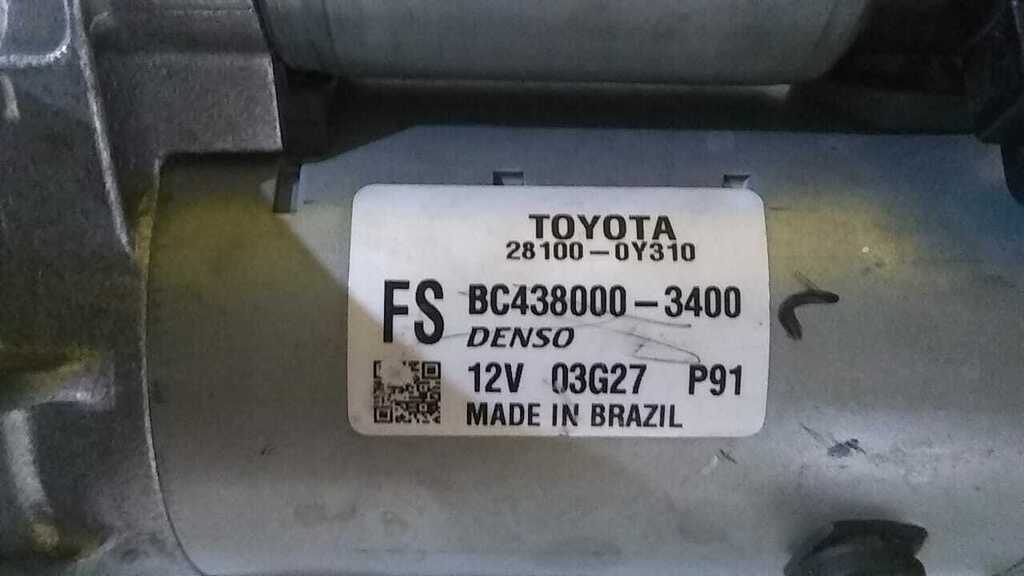 TOYOTA
28100-0Y310
FS BC438000-3400
DENSO
12V 03G27 P91
MADE IN BRAZIL